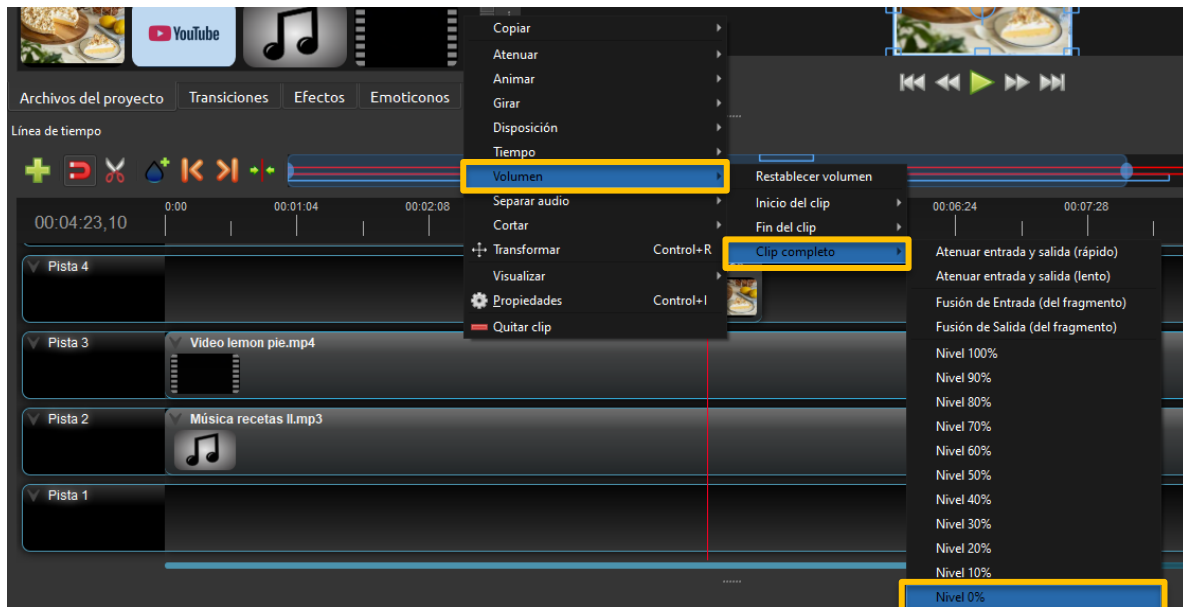 YouTube
Archivos del proyecto Transiciones Efectos Emoticonos
Línea de tiempo
00:04:23,10
0:00 00:01:04 00:02:08 00:06:24 00:07:28
Pista 4
Pista 3
Video lemon pie.mp4
Pista 2
Música recetas II.mp3
Pista 1
Copiar
Atenuar
Animar
Girar
Disposición
Tiempo
Volumen
Separar audio
Cortar
Transformar Control+R
Visualizar
Propiedades Control+I
Quitar clip
Restablecer volumen
Inicio del clip
Fin del clip
Clip completo
Atenuar entrada y salida (rápido)
Atenuar entrada y salida (lento)
Fusión de Entrada (del fragmento)
Fusión de Salida (del fragmento)
Nivel 100%
Nivel 90%
Nivel 80%
Nivel 70%
Nivel 60%
Nivel 50%
Nivel 40%
Nivel 30%
Nivel 20%
Nivel 10%
Nivel 0%